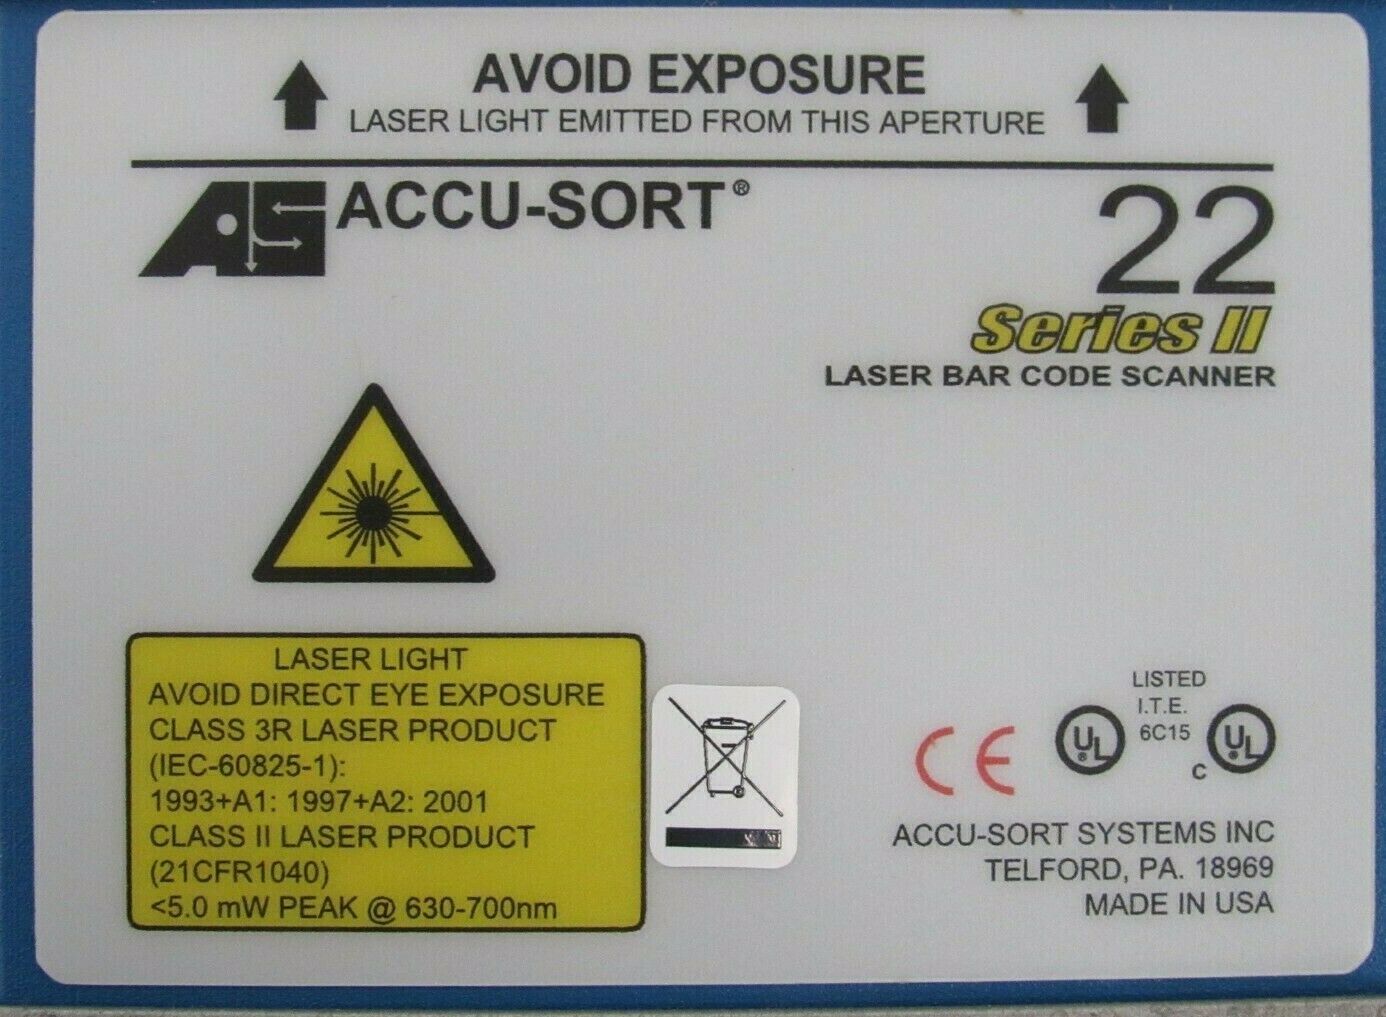 AVOID EXPOSURE
LASER LIGHT EMITTED FROM THIS APERTURE
AS ACCU-SORT®
22
Series II
LASER BAR CODE SCANNER
LASER LIGHT
AVOID DIRECT EYE EXPOSURE
CLASS 3R LASER PRODUCT
(IEC-60825-1):
1993+A1: 1997+A2: 2001
CLASS II LASER PRODUCT
(21CFR1040)
<5.0 mW PEAK @ 630-700nm
CE
UL ®
LISTED
I.T.E.
6C15
C UL ®
ACCU-SORT SYSTEMS INC
TELFORD, PA. 18969
MADE IN USA